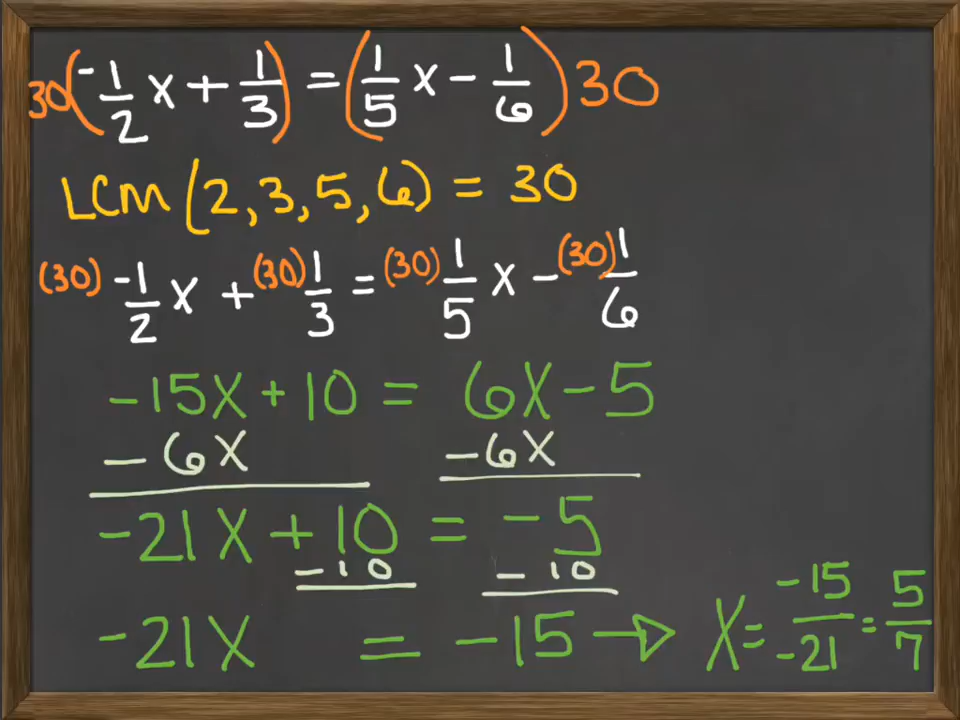 30(-1/2 x + 1/3) = (1/5 x - 1/6)30
LCM (2, 3, 5, 6) = 30
(30) -1/2 x + (30) 1/3 = (30) 1/5 x - (30) 1/6
-15x + 10 = 6x - 5
-6x -6x
-21x + 10 = -5
-10 -10
-21x = -15 → x = -15/-21 = 5/7